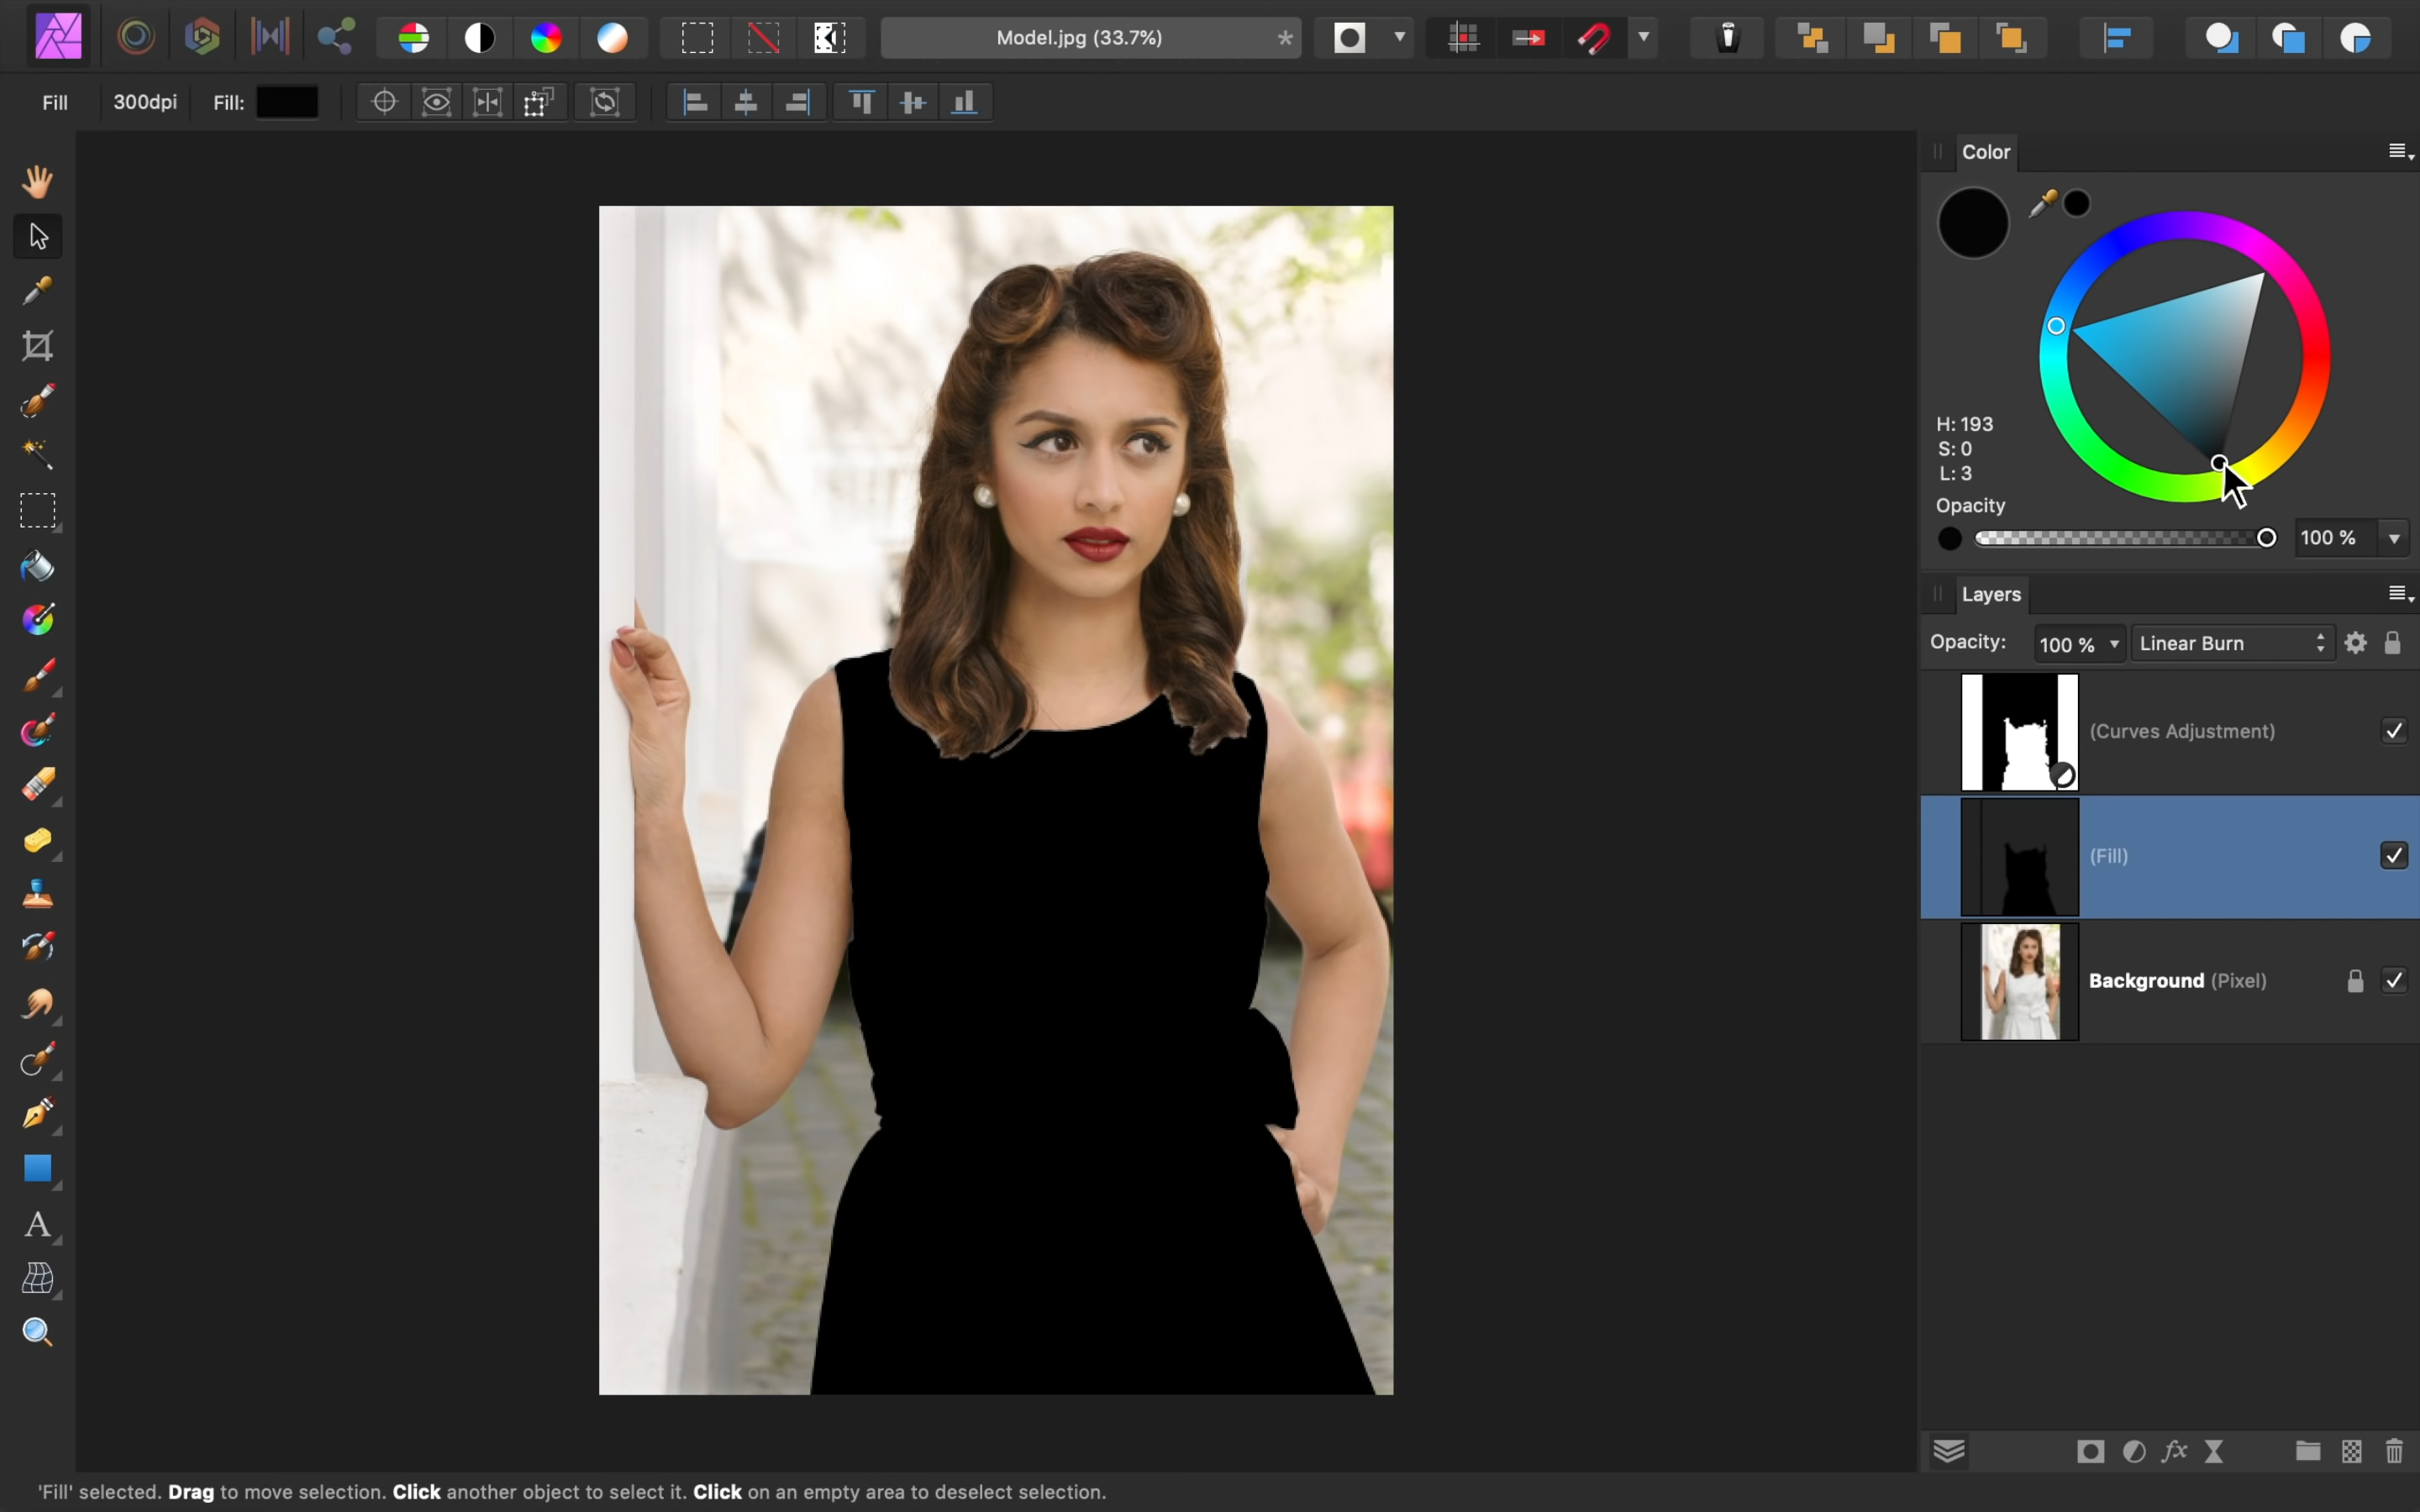 Model.jpg (33.7%)
*
Fill
300dpi
Fill:
Color
H: 193
S: 0
L: 3
Opacity
100 %
Layers
Opacity:
100 %
Linear Burn
(Curves Adjustment)
(Fill)
Background (Pixel)
A
fx
'Fill' selected. Drag to move selection. Click another object to select it. Click on an empty area to deselect selection.